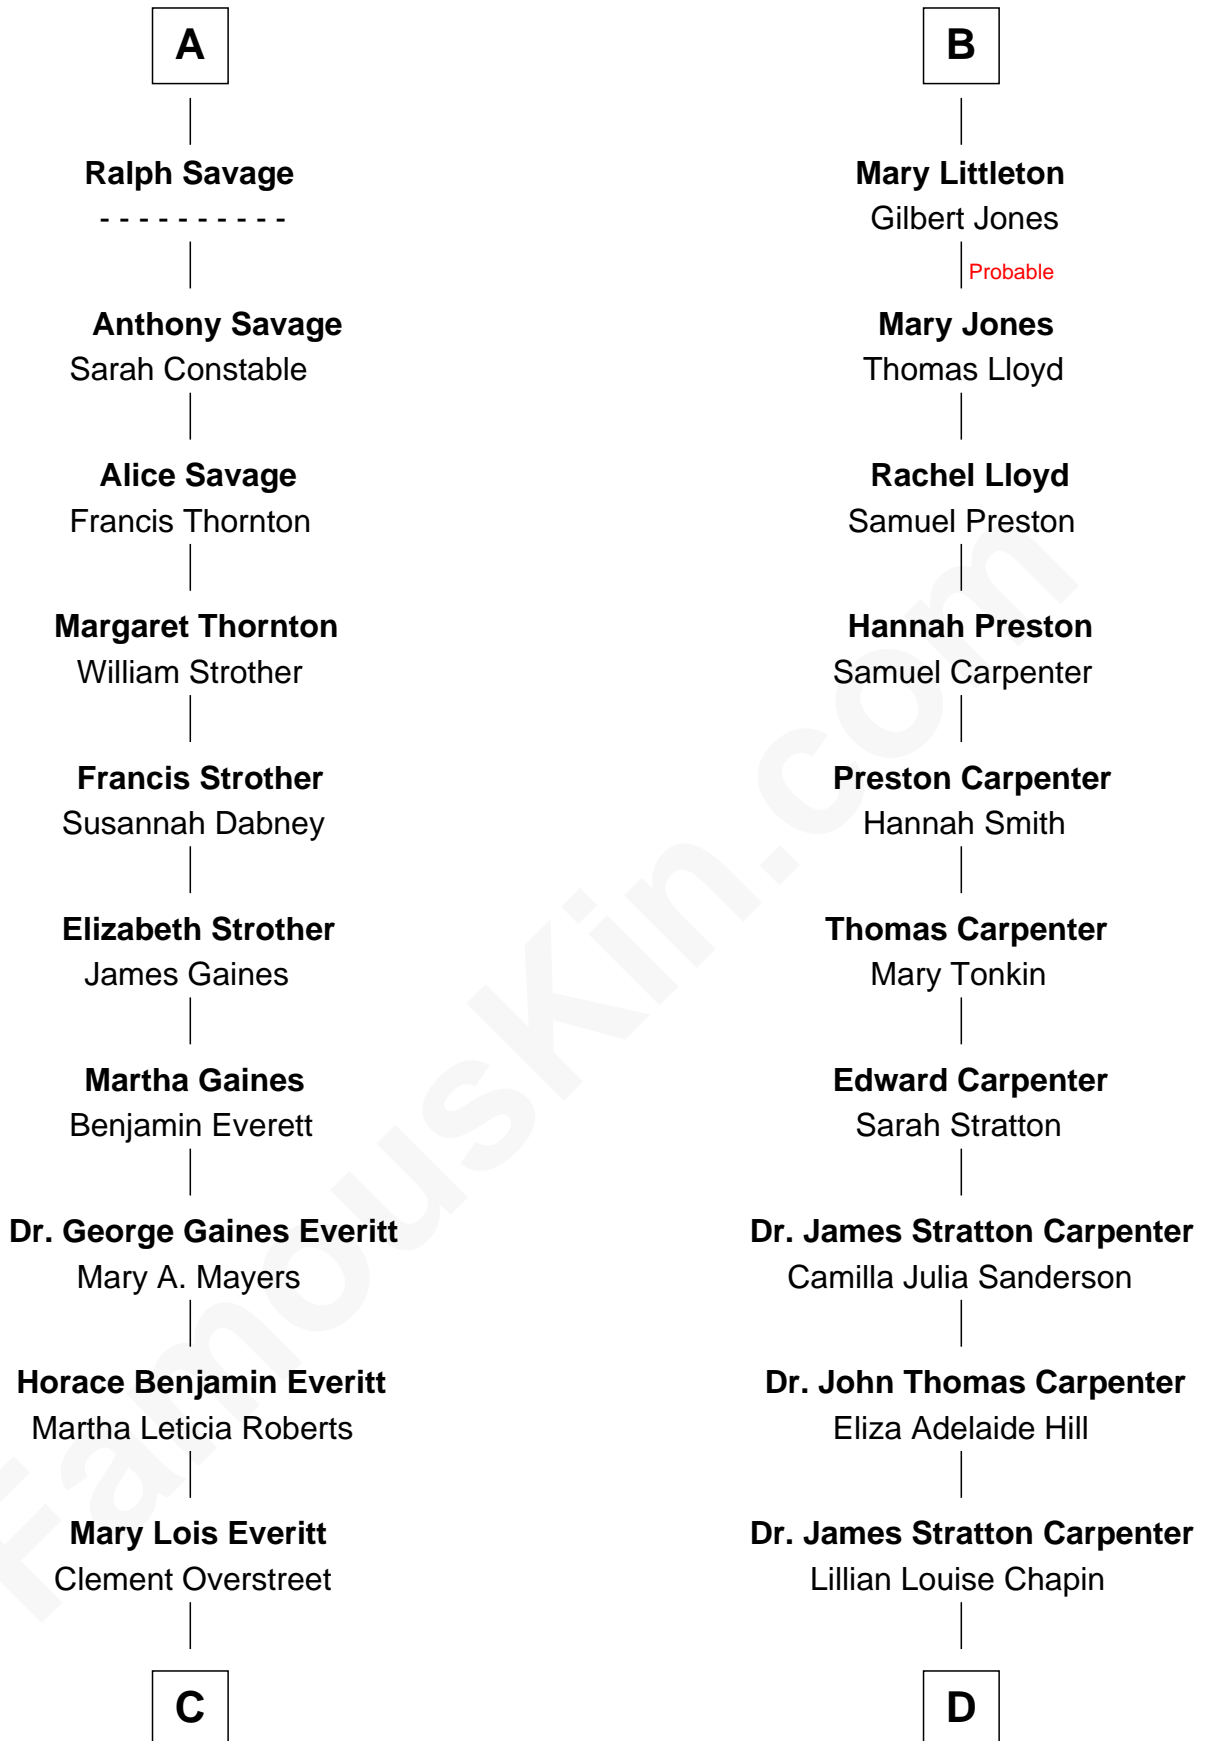 A
Ralph Savage
- - - - - - - - - -
Anthony Savage
Sarah Constable
Alice Savage
Francis Thornton
Margaret Thornton
William Strother
Francis Strother
Susannah Dabney
Elizabeth Strother
James Gaines
Martha Gaines
Benjamin Everett
Dr. George Gaines Everitt
Mary A. Mayers
Horace Benjamin Everitt
Martha Leticia Roberts
Mary Lois Everitt
Clement Overstreet
C
B
Mary Littleton
Gilbert Jones
Probable
Mary Jones
Thomas Lloyd
Rachel Lloyd
Samuel Preston
Hannah Preston
Samuel Carpenter
Preston Carpenter
Hannah Smith
Thomas Carpenter
Mary Tonkin
Edward Carpenter
Sarah Stratton
Dr. James Stratton Carpenter
Camilla Julia Sanderson
Dr. John Thomas Carpenter
Eliza Adelaide Hill
Dr. James Stratton Carpenter
Lillian Louise Chapin
D
FamousKin.com